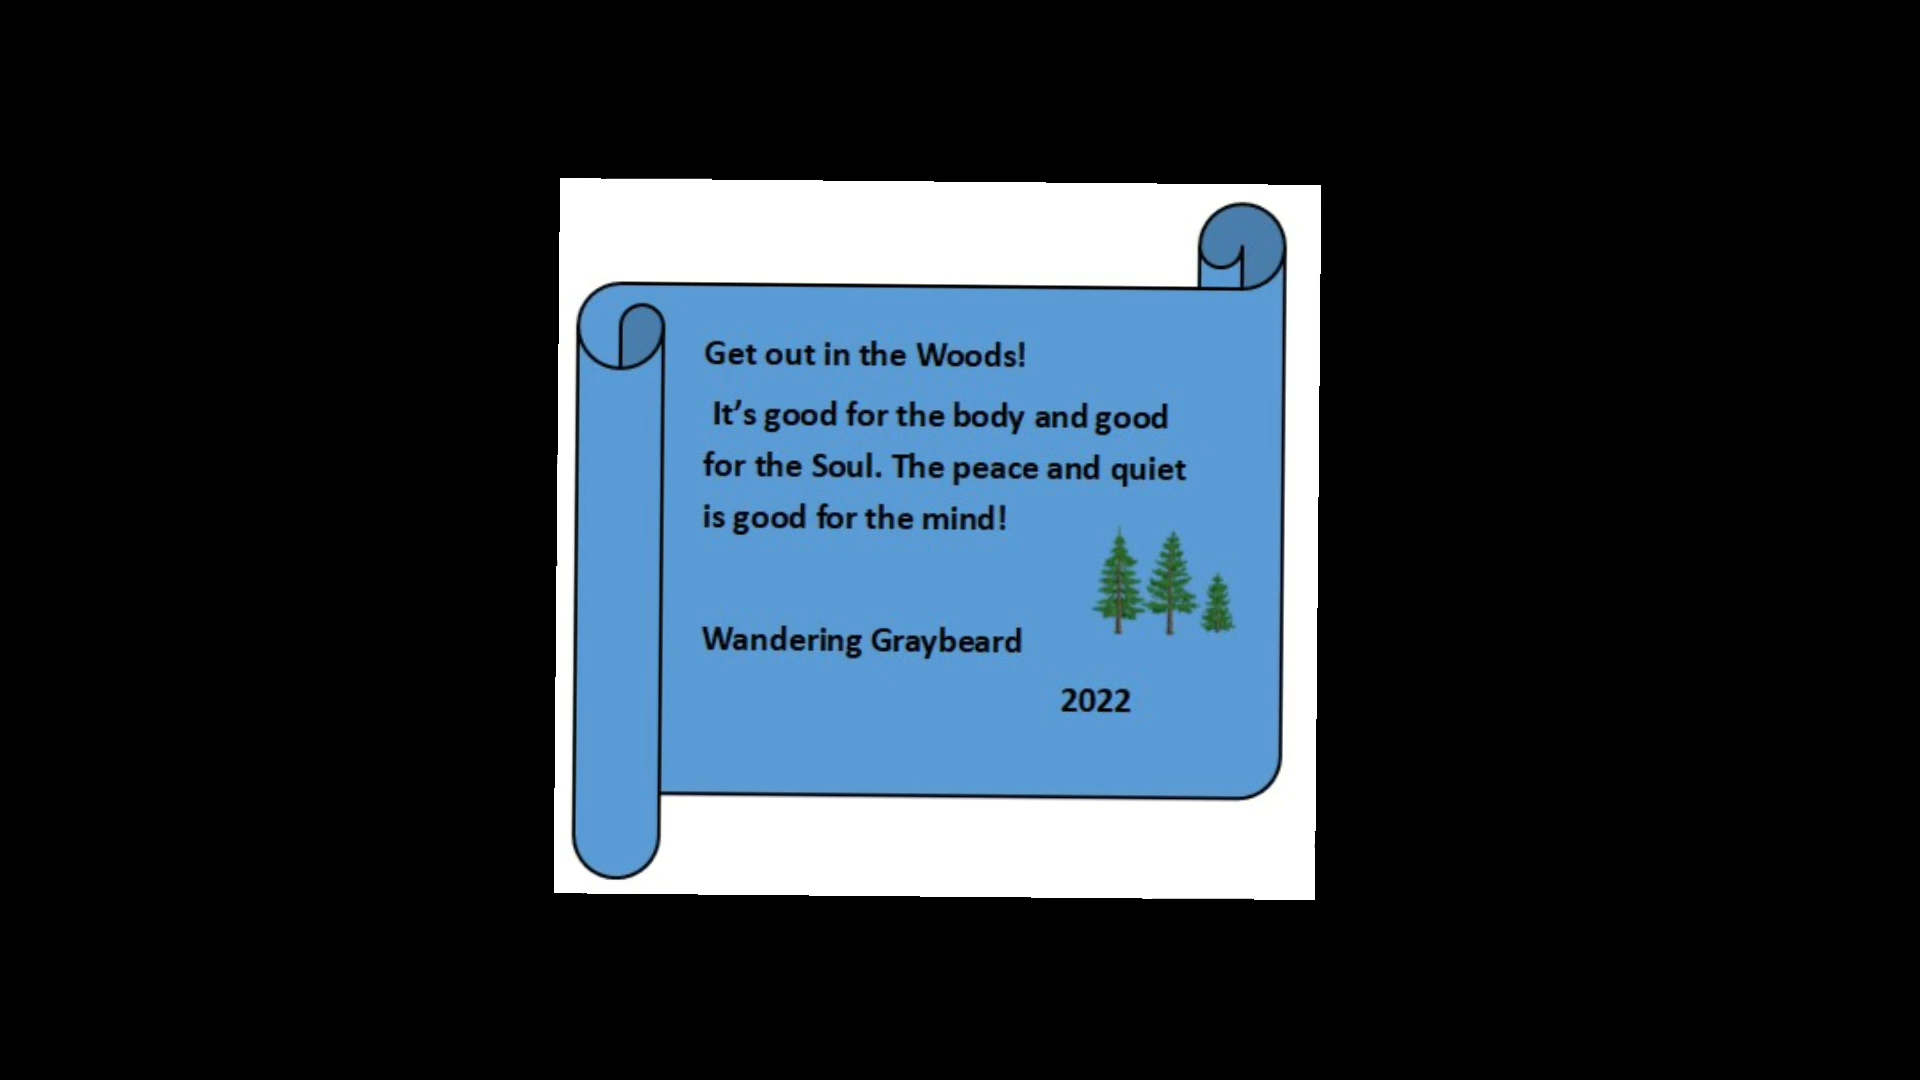 Get out in the Woods!
It’s good for the body and good
for the Soul. The peace and quiet
is good for the mind!
Wandering Graybeard
2022